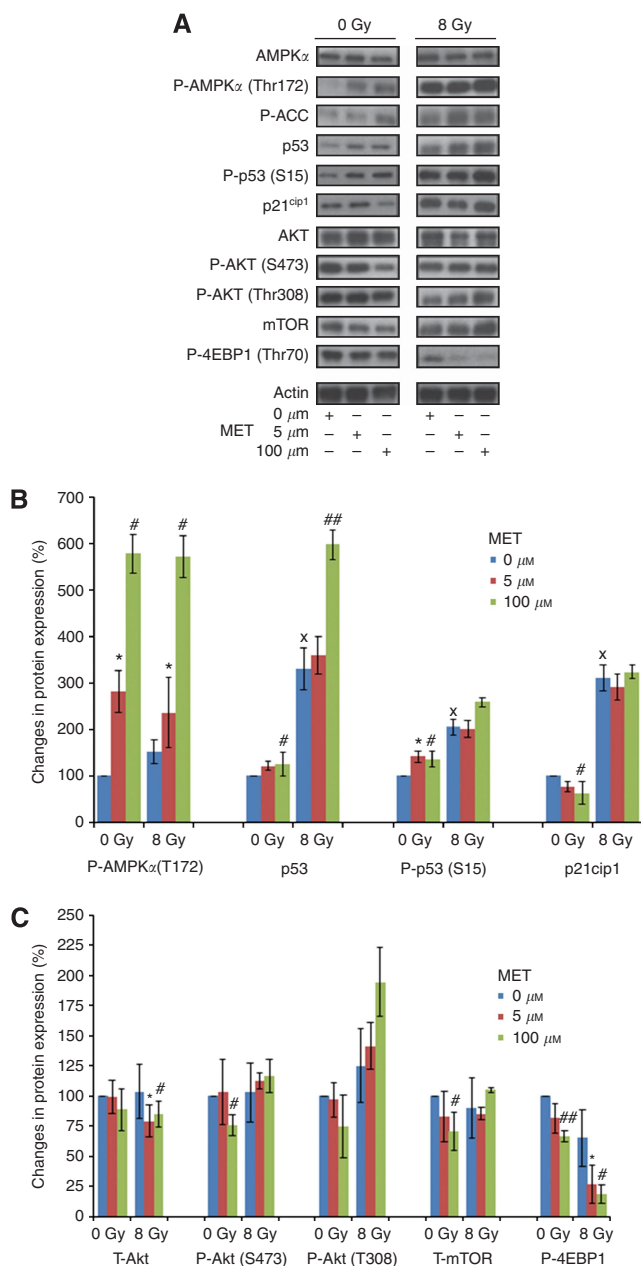 A
0 Gy 8 Gy
AMPKα
P-AMPKα (Thr172)
P-ACC
p53
P-p53 (S15)
p21cip1
AKT
P-AKT (S473)
P-AKT (Thr308)
mTOR
P-4EBP1 (Thr70)
Actin
0 μm + – – + – –
MET 5 μm – + – – + –
100 μm – – + – – +
B
Changes in protein expression (%)
700
600
500
400
300
200
100
0
MET
0 μM
5 μM
100 μM
* # * # # x ## * # x # x
0 Gy 8 Gy 0 Gy 8 Gy 0 Gy 8 Gy 0 Gy 8 Gy
P-AMPKα(T172) p53 P-p53 (S15) p21cip1
C
Changes in protein expression (%)
250
225
200
175
150
125
100
75
50
25
0
MET
0 μM
5 μM
100 μM
* # # # ## * #
0 Gy 8 Gy 0 Gy 8 Gy 0 Gy 8 Gy 0 Gy 8 Gy 0 Gy 8 Gy
T-Akt P-Akt (S473) P-Akt (T308) T-mTOR P-4EBP1